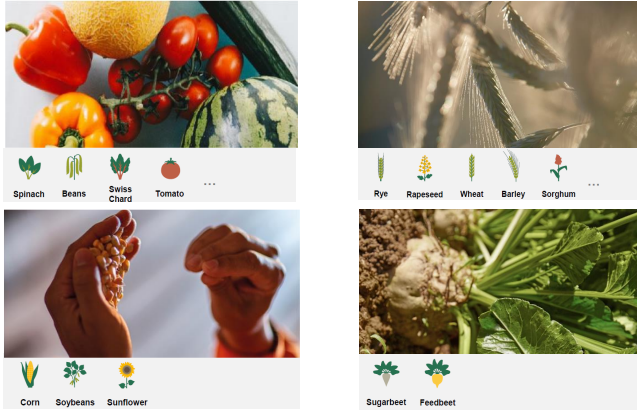 Spinach Beans Swiss Chard Tomato ...
Rye Rapeseed Wheat Barley Sorghum ...
Corn Soybeans Sunflower
Sugarbeet Feedbeet